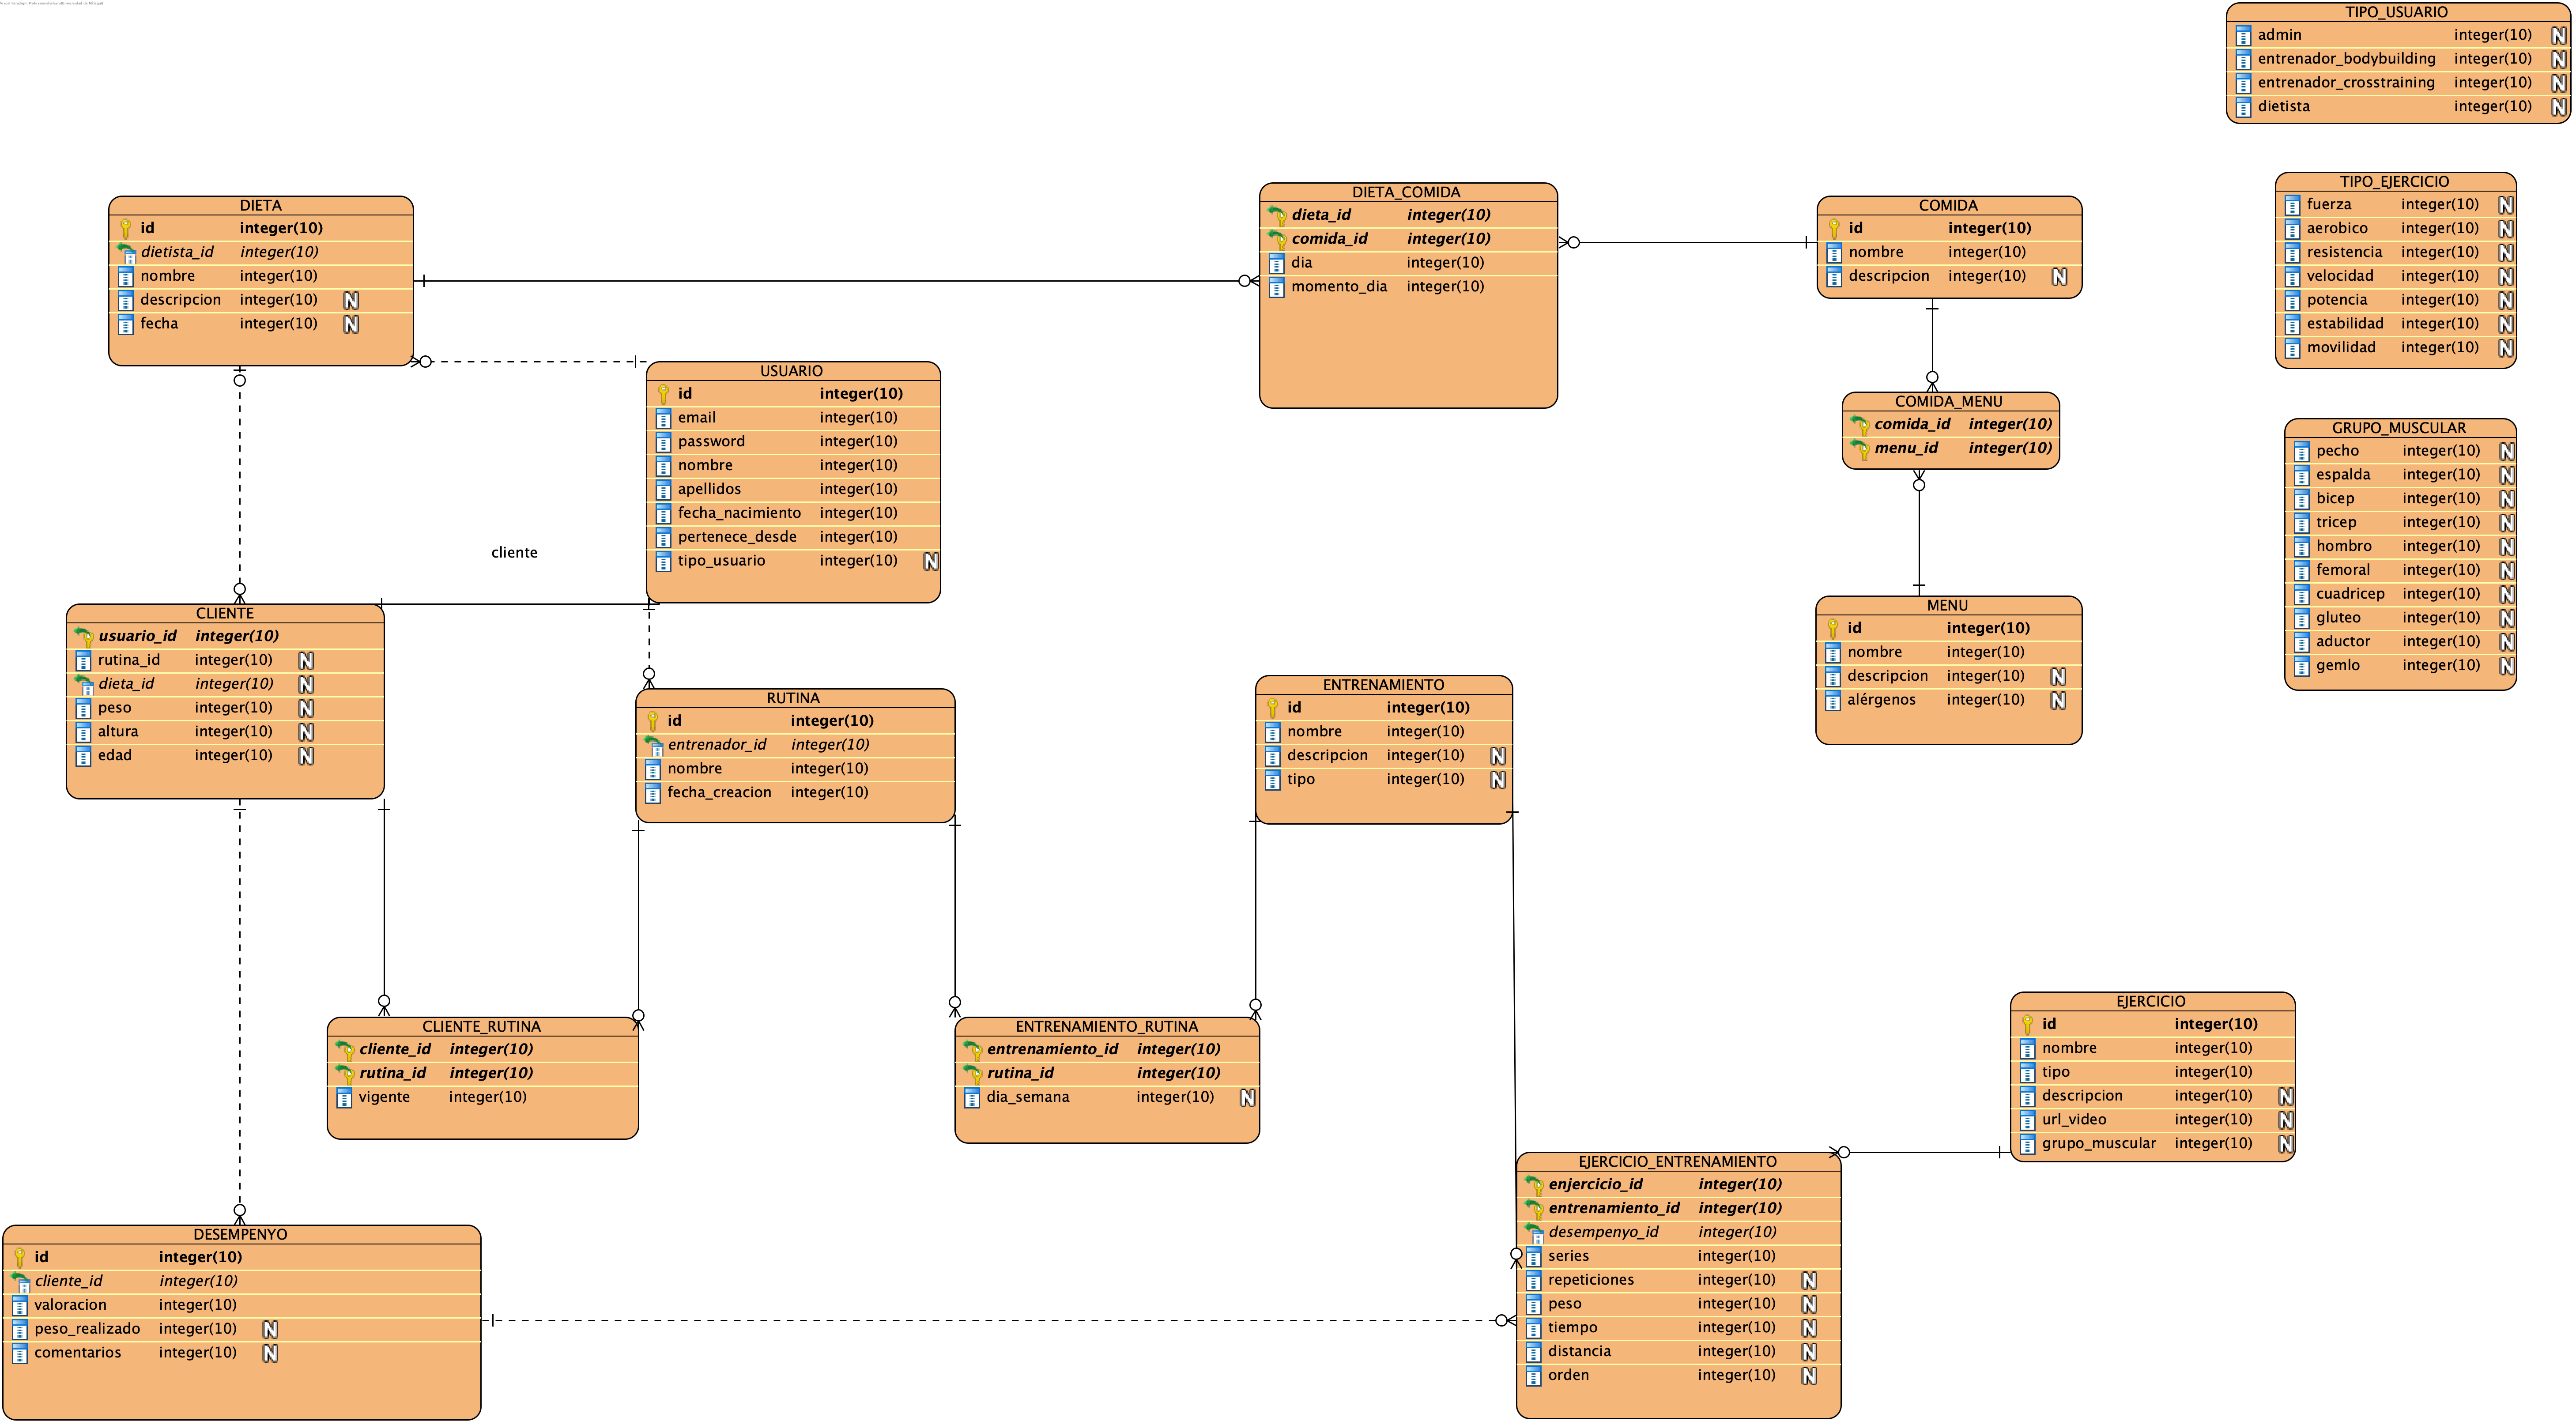 Visual Paradigm Professional(Universidad de Málaga)
TIPO_USUARIO
admin integer(10) N
entrenador_bodybuilding integer(10) N
entrenador_crosstraining integer(10) N
dietista integer(10) N
TIPO_EJERCICIO
fuerza integer(10) N
aerobico integer(10) N
resistencia integer(10) N
velocidad integer(10) N
potencia integer(10) N
estabilidad integer(10) N
movilidad integer(10) N
DIETA
id integer(10)
dietista_id integer(10)
nombre integer(10)
descripcion integer(10) N
fecha integer(10) N
DIETA_COMIDA
dieta_id integer(10)
comida_id integer(10)
dia integer(10)
momento_dia integer(10)
COMIDA
id integer(10)
nombre integer(10)
descripcion integer(10) N
USUARIO
id integer(10)
email integer(10)
password integer(10)
nombre integer(10)
apellidos integer(10)
fecha_nacimiento integer(10)
pertenece_desde integer(10)
tipo_usuario integer(10) N
COMIDA_MENU
comida_id integer(10)
menu_id integer(10)
GRUPO_MUSCULAR
pecho integer(10) N
espalda integer(10) N
bicep integer(10) N
tricep integer(10) N
hombro integer(10) N
femoral integer(10) N
cuadricep integer(10) N
gluteo integer(10) N
aductor integer(10) N
gemlo integer(10) N
cliente
CLIENTE
usuario_id integer(10)
rutina_id integer(10) N
dieta_id integer(10) N
peso integer(10) N
altura integer(10) N
edad integer(10) N
MENU
id integer(10)
nombre integer(10)
descripcion integer(10) N
alérgenos integer(10) N
RUTINA
id integer(10)
entrenador_id integer(10)
nombre integer(10)
fecha_creacion integer(10)
ENTRENAMIENTO
id integer(10)
nombre integer(10)
descripcion integer(10) N
tipo integer(10) N
CLIENTE_RUTINA
cliente_id integer(10)
rutina_id integer(10)
vigente integer(10)
ENTRENAMIENTO_RUTINA
entrenamiento_id integer(10)
rutina_id integer(10)
dia_semana integer(10) N
EJERCICIO
id integer(10)
nombre integer(10)
tipo integer(10)
descripcion integer(10) N
url_video integer(10) N
grupo_muscular integer(10) N
EJERCICIO_ENTRENAMIENTO
enjercicio_id integer(10)
entrenamiento_id integer(10)
desempenyo_id integer(10)
series integer(10)
repeticiones integer(10) N
peso integer(10) N
tiempo integer(10) N
distancia integer(10) N
orden integer(10) N
DESEMPENYO
id integer(10)
cliente_id integer(10)
valoracion integer(10)
peso_realizado integer(10) N
comentarios integer(10) N